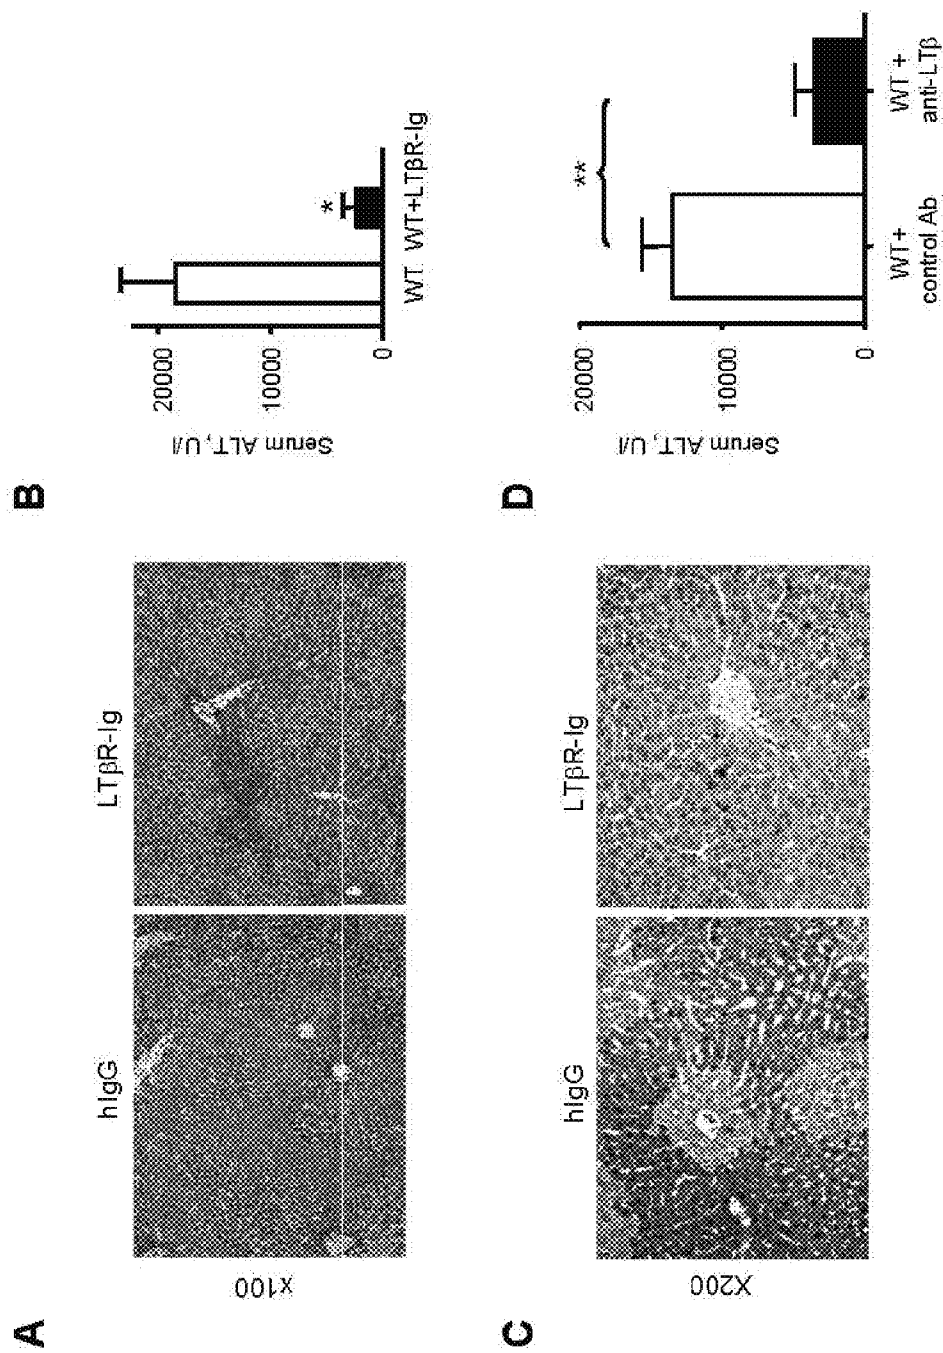 A
hIgG
LTβR-Ig
x100
B
Serum ALT, U/l
20000
10000
0
*
WT
WT+LTβR-Ig
C
hIgG
LTβR-Ig
X200
D
Serum ALT, U/l
20000
10000
0
**
WT+
control Ab
WT +
anti-LTβ